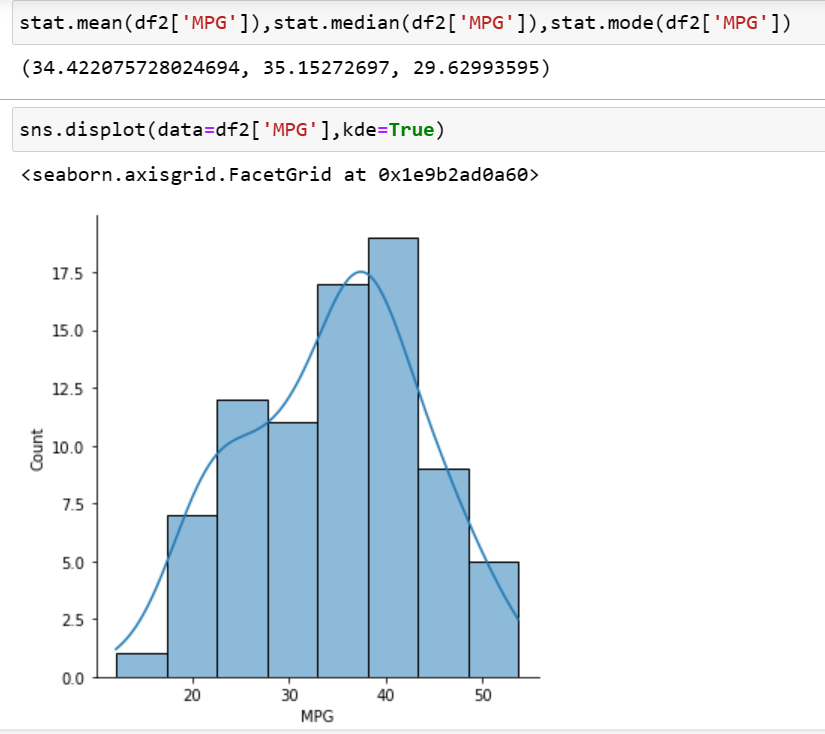 stat.mean(df2['MPG']),stat.median(df2['MPG']),stat.mode(df2['MPG'])
(34.422075728024694, 35.15272697, 29.62993595)
sns.displot(data=df2['MPG'],kde=True)
<seaborn.axisgrid.FacetGrid at 0x1e9b2ad0a60>
17.5
15.0
12.5
10.0
7.5
5.0
2.5
0.0
Count
20 30 40 50
MPG